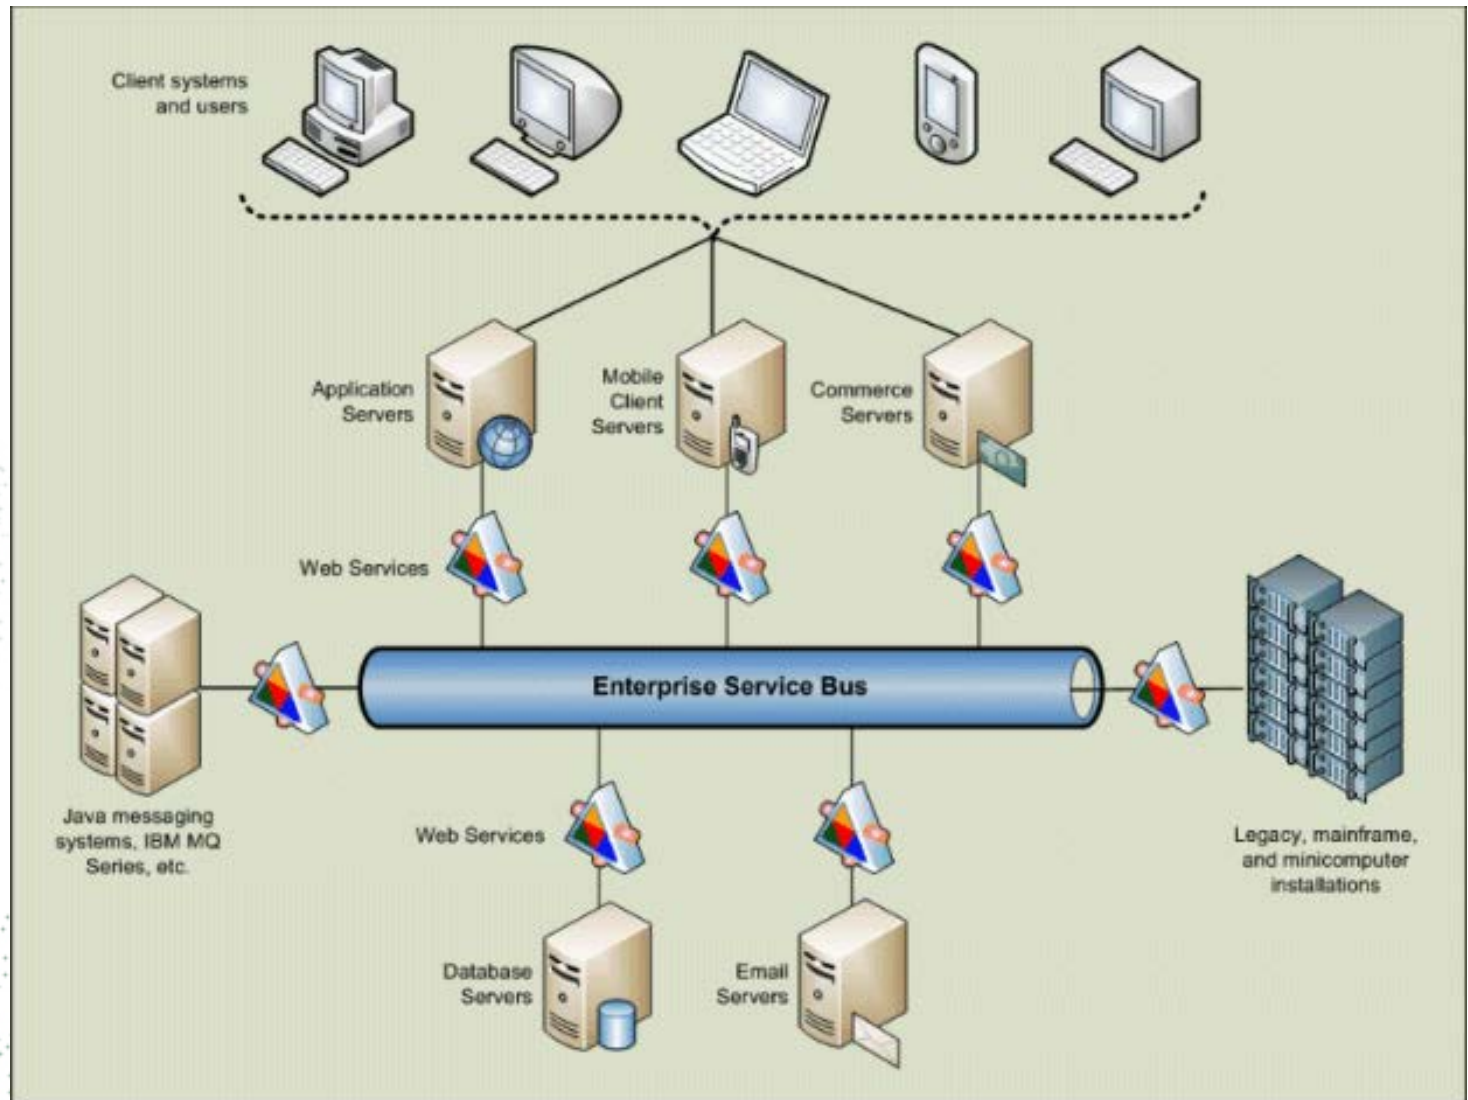 Client systems
and users
Application
Servers
Mobile
Client
Servers
Commerce
Servers
Web Services
Enterprise Service Bus
Java messaging
systems, IBM MQ
Series, etc.
Web Services
Legacy, mainframe,
and minicomputer
installations
Database
Servers
Email
Servers